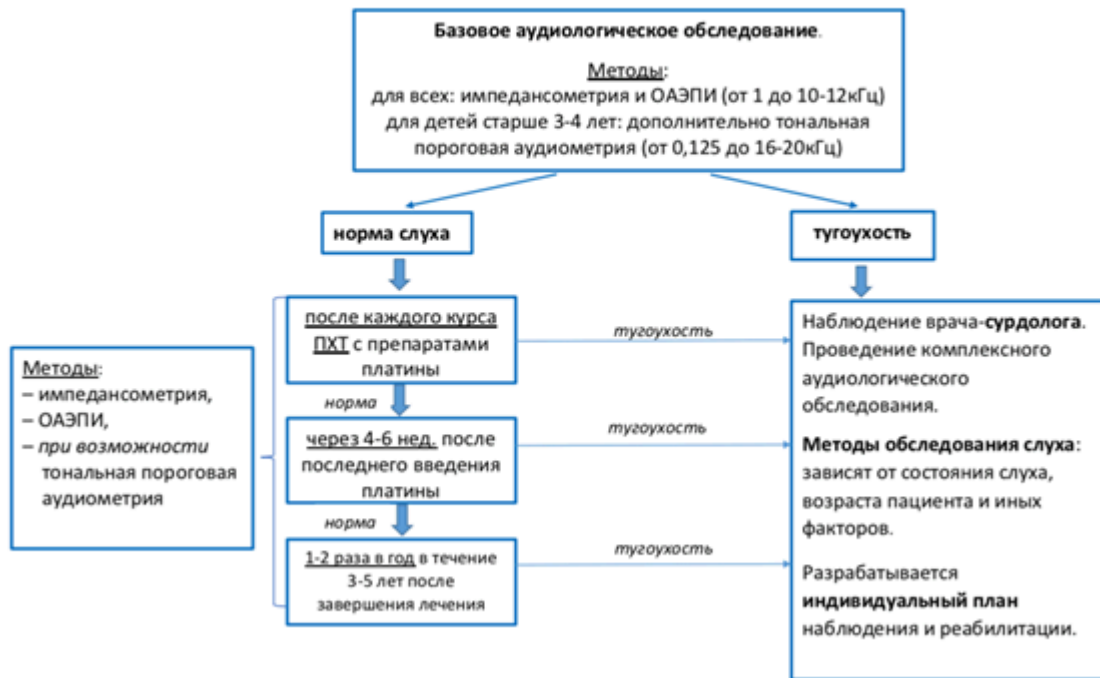 Базовое аудиологическое обследование.
Методы:
для всех: импедансометрия и ОАЭПИ (от 1 до 10-12кГц)
для детей старше 3-4 лет: дополнительно тональная
пороговая аудиометрия (от 0,125 до 16-20кГц)
норма слуха
тугоухость
Методы:
– импедансометрия,
– ОАЭПИ,
– при возможности
тональная пороговая
аудиометрия
после каждого курса
ПХТ с препаратами
платины
норма
через 4-6 нед. после
последнего введения
платины
норма
1-2 раза в год в течение
3-5 лет после
завершения лечения
тугоухость
тугоухость
тугоухость
Наблюдение врача-сурдолога.
Проведение комплексного
аудиологического
обследования.
Методы обследования слуха:
зависят от состояния слуха,
возраста пациента и иных
факторов.
Разрабатывается
индивидуальный план
наблюдения и реабилитации.